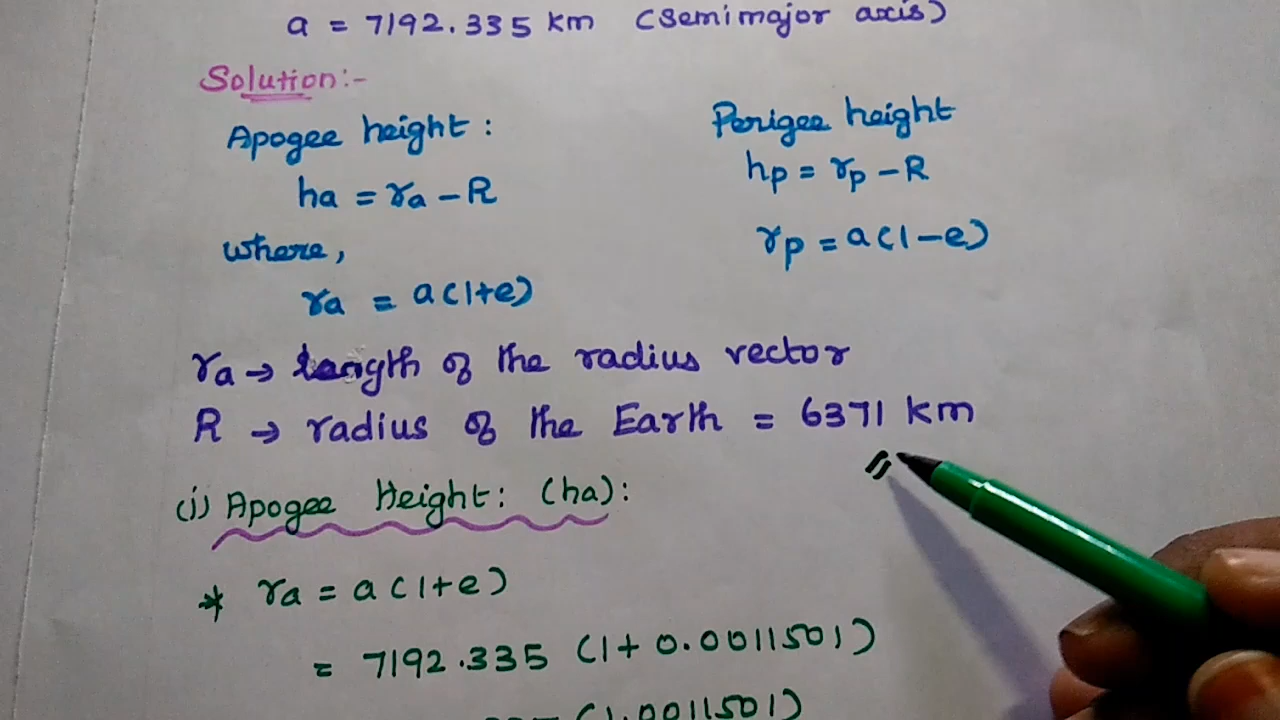 a = 7192.335 km (semimajor axis)
Solution:-
Apogee height:
ha = ra - R
where,
ra = a(1+e)
Perigee height
hp = rp - R
rp = a(1-e)
ra → length of the radius vector
R → radius of the Earth = 6371 km
(i) Apogee Height: (ha):
* ra = a(1+e)
= 7192.335 (1+0.0011501)
(1.0011501)